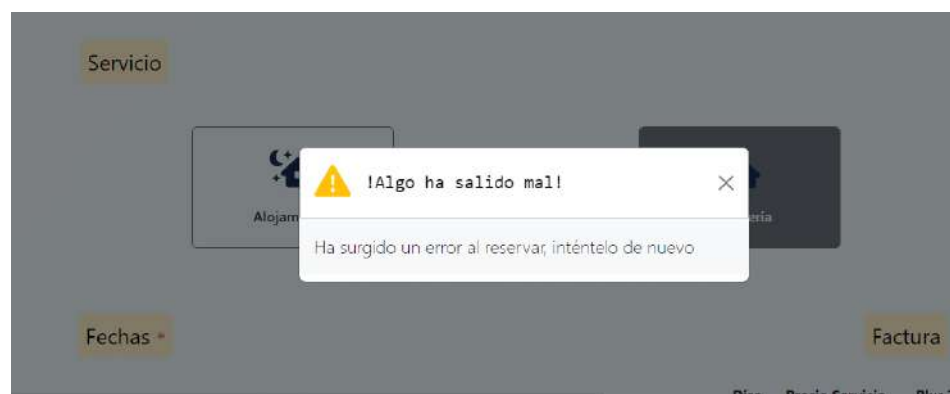 Servicio
!Algo ha salido mal!
Ha surgido un error al reservar, inténtelo de nuevo
Fechas *
Factura